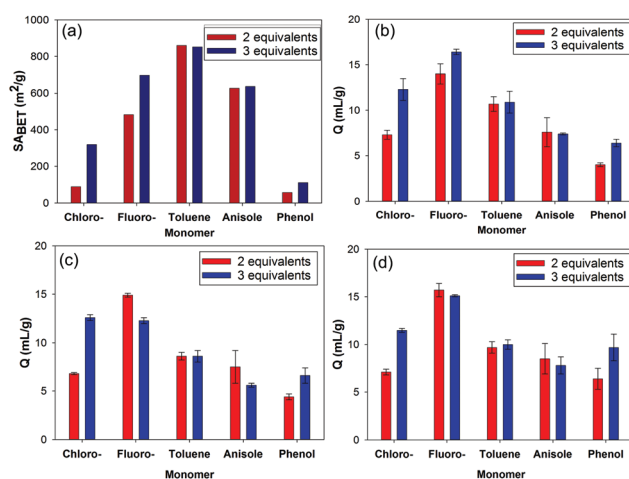 (a)
2 equivalents
3 equivalents
SABET (m²/g)
1000
800
600
400
200
0
Chloro- Fluoro- Toluene Anisole Phenol
Monomer
(b)
2 equivalents
3 equivalents
Q (mL/g)
20
15
10
5
0
Chloro- Fluoro- Toluene Anisole Phenol
Monomer
(c)
2 equivalents
3 equivalents
Q (mL/g)
20
15
10
5
0
Chloro- Fluoro- Toluene Anisole Phenol
Monomer
(d)
2 equivalents
3 equivalents
Q (mL/g)
20
15
10
5
0
Chloro- Fluoro- Toluene Anisole Phenol
Monomer